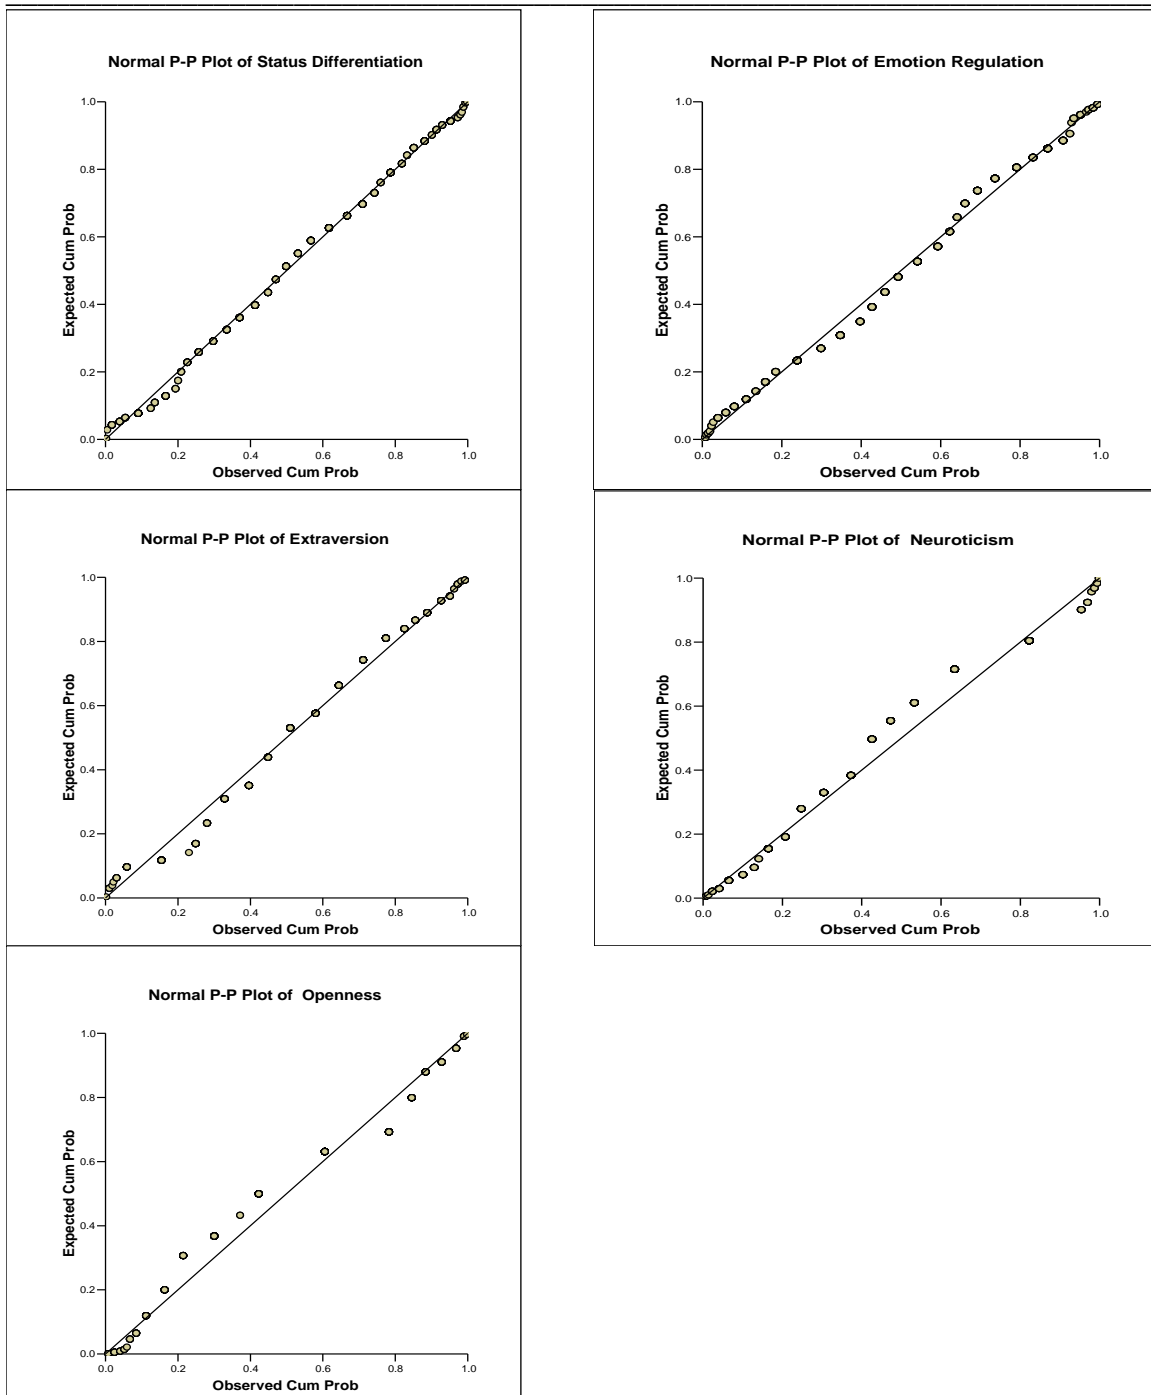 Normal P-P Plot of Status Differentiation
1.0
0.8
0.6
0.4
0.2
0.0
Expected Cum Prob
0.0 0.2 0.4 0.6 0.8 1.0
Observed Cum Prob
Normal P-P Plot of Emotion Regulation
1.0
0.8
0.6
0.4
0.2
0.0
Expected Cum Prob
0.0 0.2 0.4 0.6 0.8 1.0
Observed Cum Prob
Normal P-P Plot of Extraversion
1.0
0.8
0.6
0.4
0.2
0.0
Expected Cum Prob
0.0 0.2 0.4 0.6 0.8 1.0
Observed Cum Prob
Normal P-P Plot of Neuroticism
1.0
0.8
0.6
0.4
0.2
0.0
Expected Cum Prob
0.0 0.2 0.4 0.6 0.8 1.0
Observed Cum Prob
Normal P-P Plot of Openness
1.0
0.8
0.6
0.4
0.2
0.0
Expected Cum Prob
0.0 0.2 0.4 0.6 0.8 1.0
Observed Cum Prob